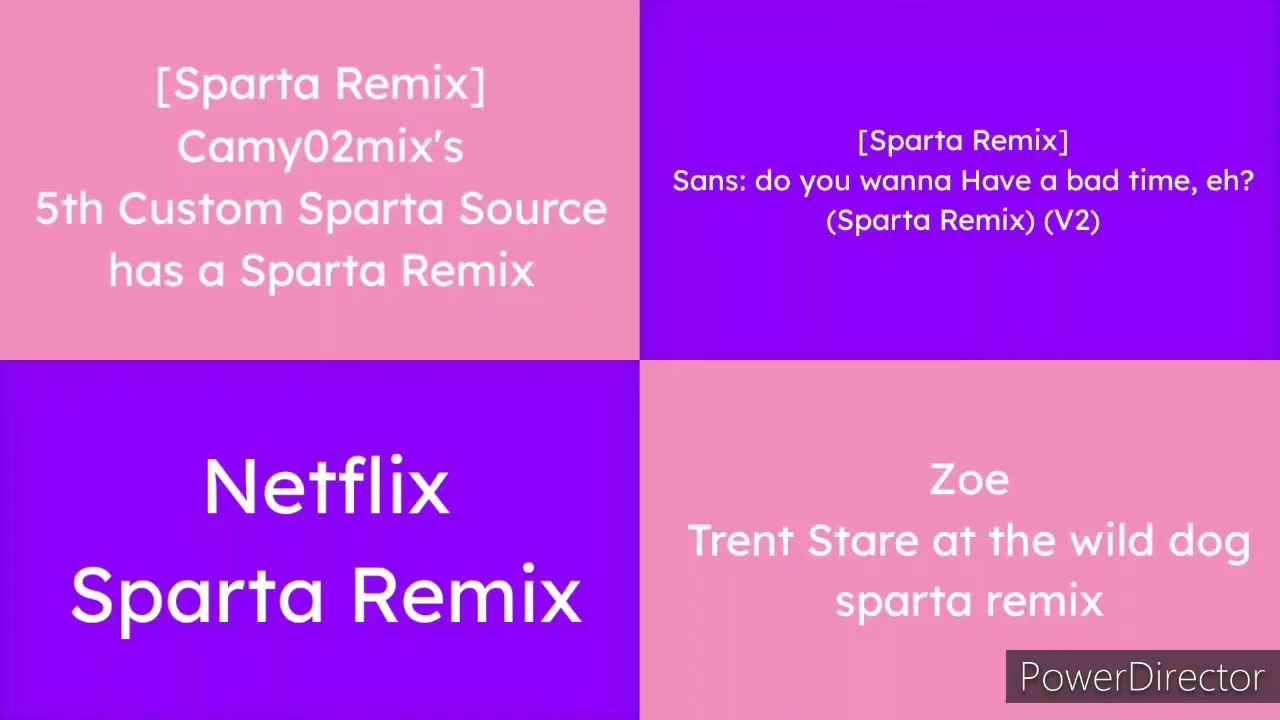 [Sparta Remix]
Camy02mix's
5th Custom Sparta Source
has a Sparta Remix
[Sparta Remix]
Sans: do you wanna Have a bad time, eh?
(Sparta Remix) (V2)
Netflix
Sparta Remix
Zoe
Trent Stare at the wild dog
sparta remix
PowerDirector